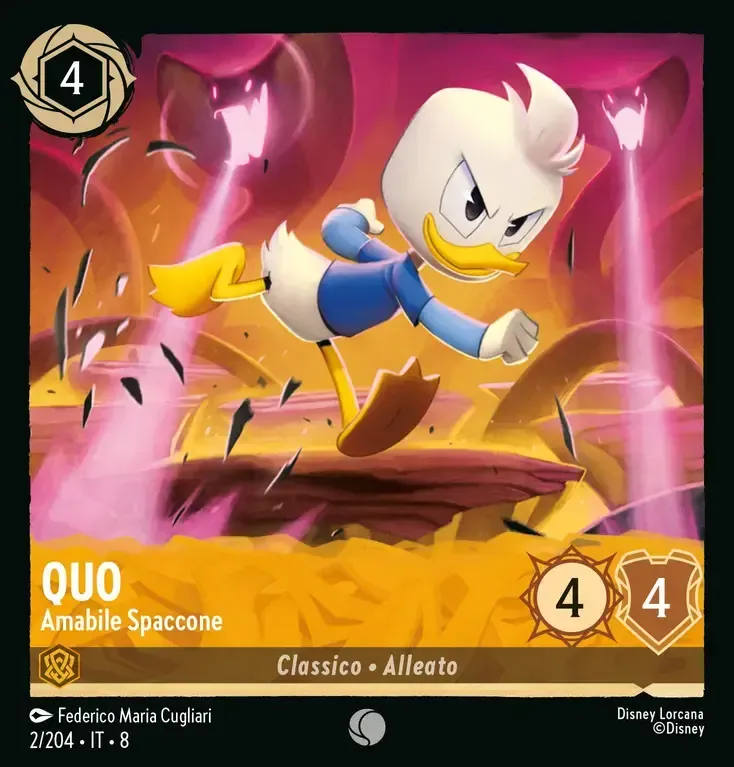 4
QUO
Amabile Spaccone
4
4
Classico • Alleato
Federico Maria Cugliari
2/204 • IT • 8
Disney Lorcana
©Disney